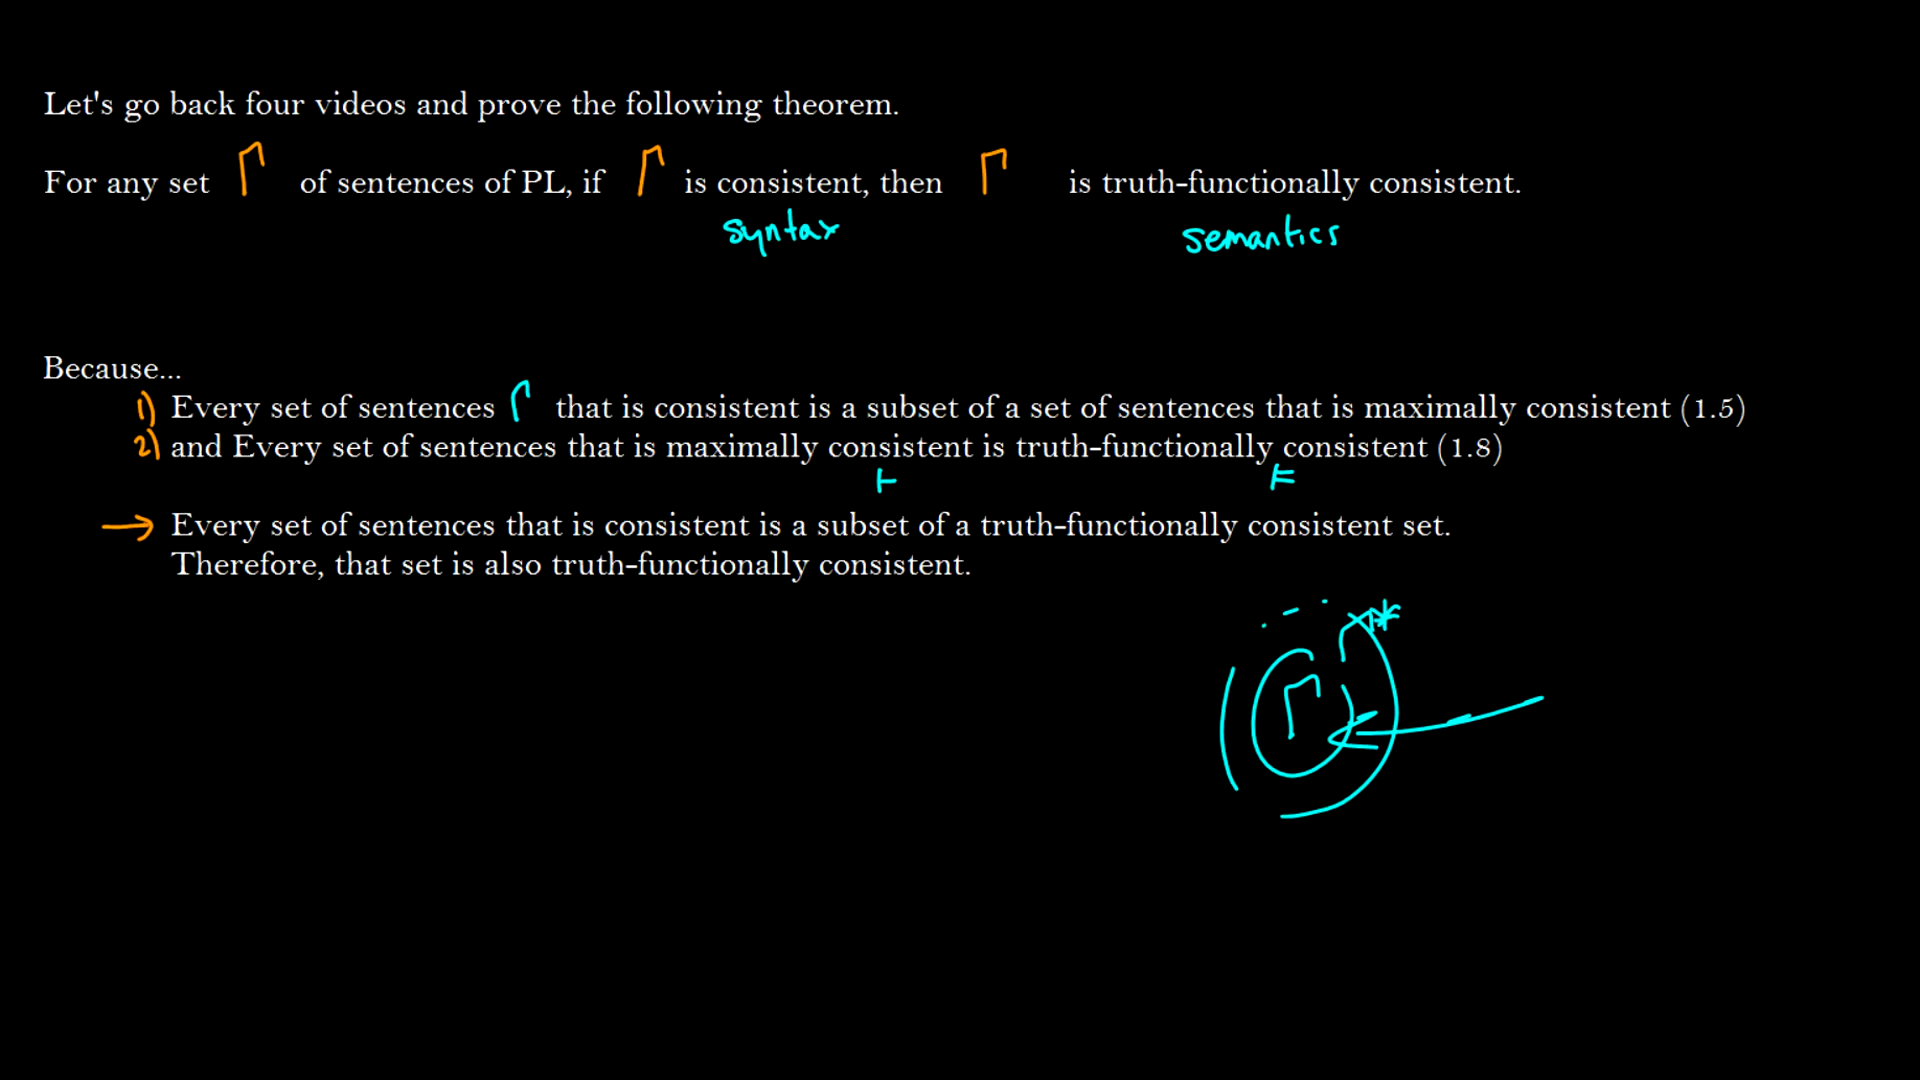 Let's go back four videos and prove the following theorem.
For any set Γ of sentences of PL, if Γ is consistent, then Γ is truth-functionally consistent.
syntax semantics
Because...
1) Every set of sentences Γ that is consistent is a subset of a set of sentences that is maximally consistent (1.5)
2) and Every set of sentences that is maximally consistent is truth-functionally consistent (1.8)
⊢ ⊨
→ Every set of sentences that is consistent is a subset of a truth-functionally consistent set.
Therefore, that set is also truth-functionally consistent.
Γ*
Γ